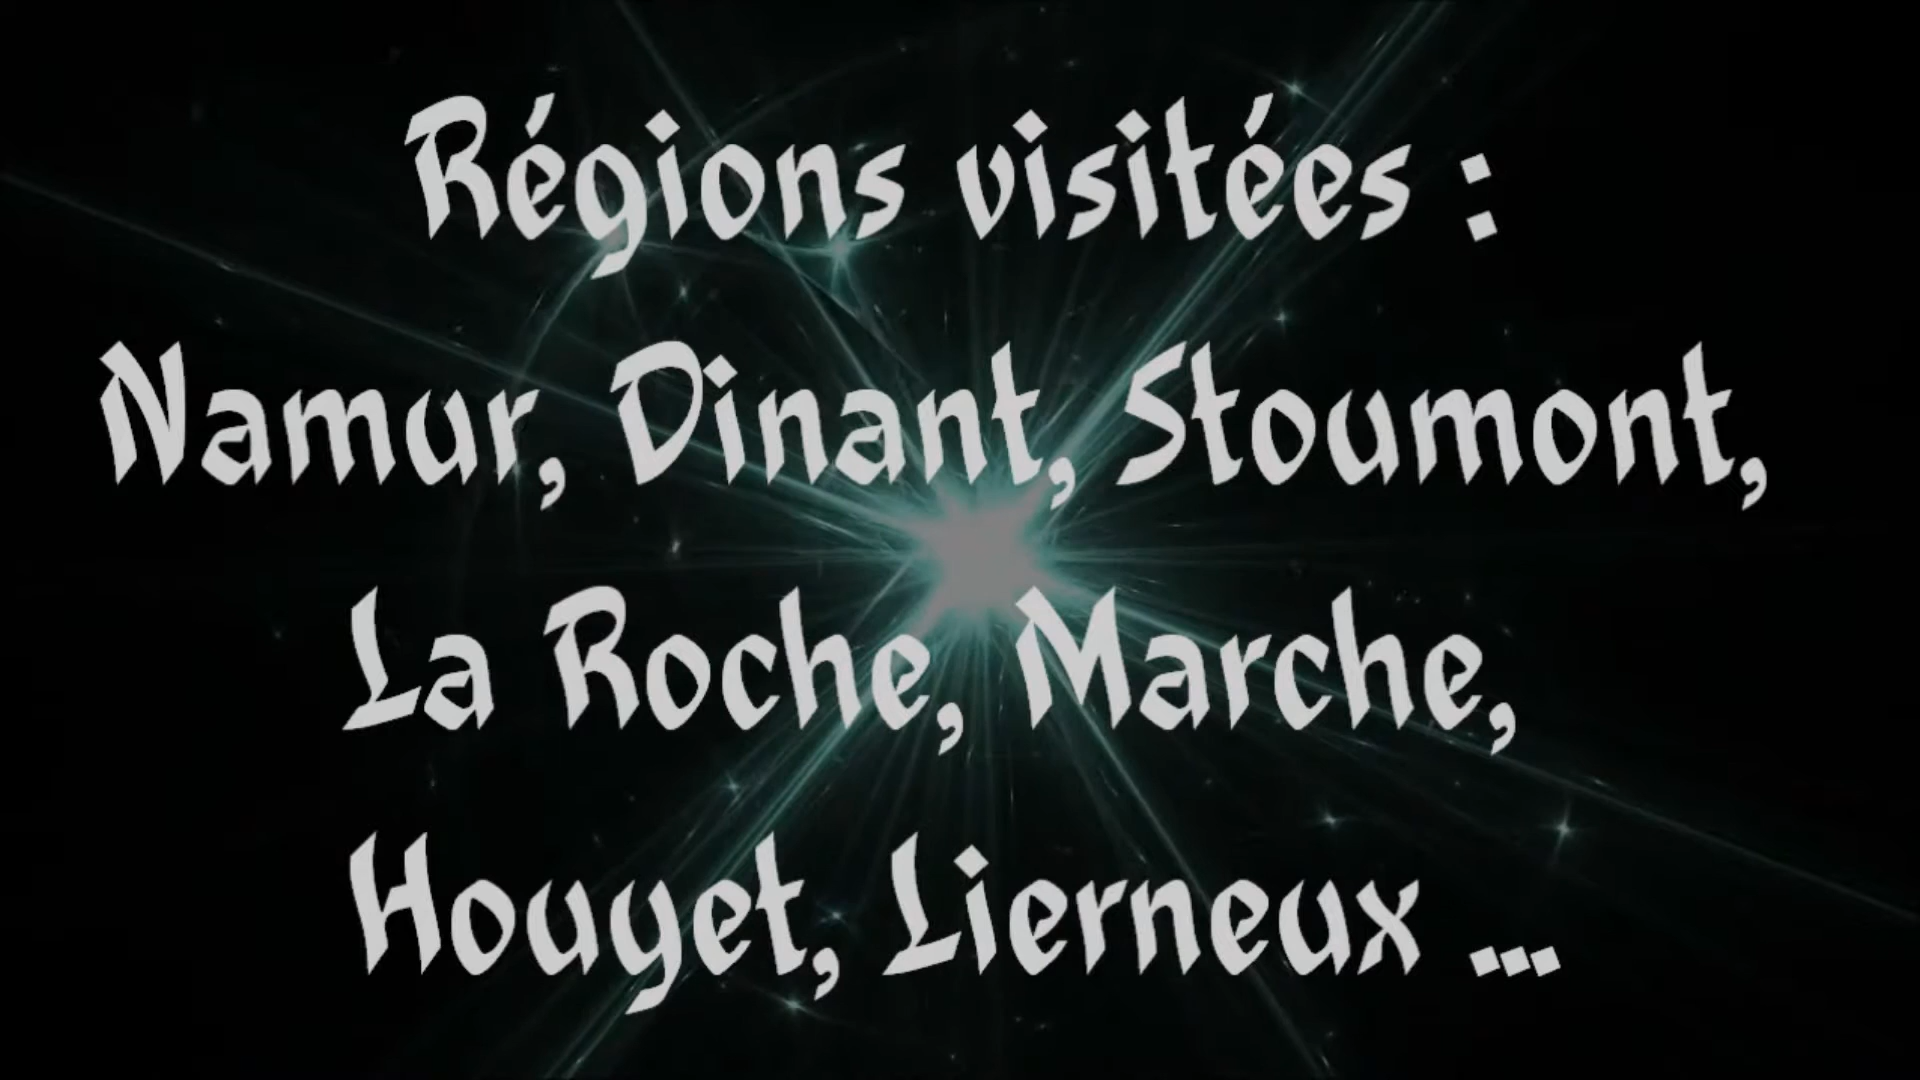 Régions visitées :
Namur, Dinant, Stoumont,
La Roche, Marche,
Houyet, Lierneux ...